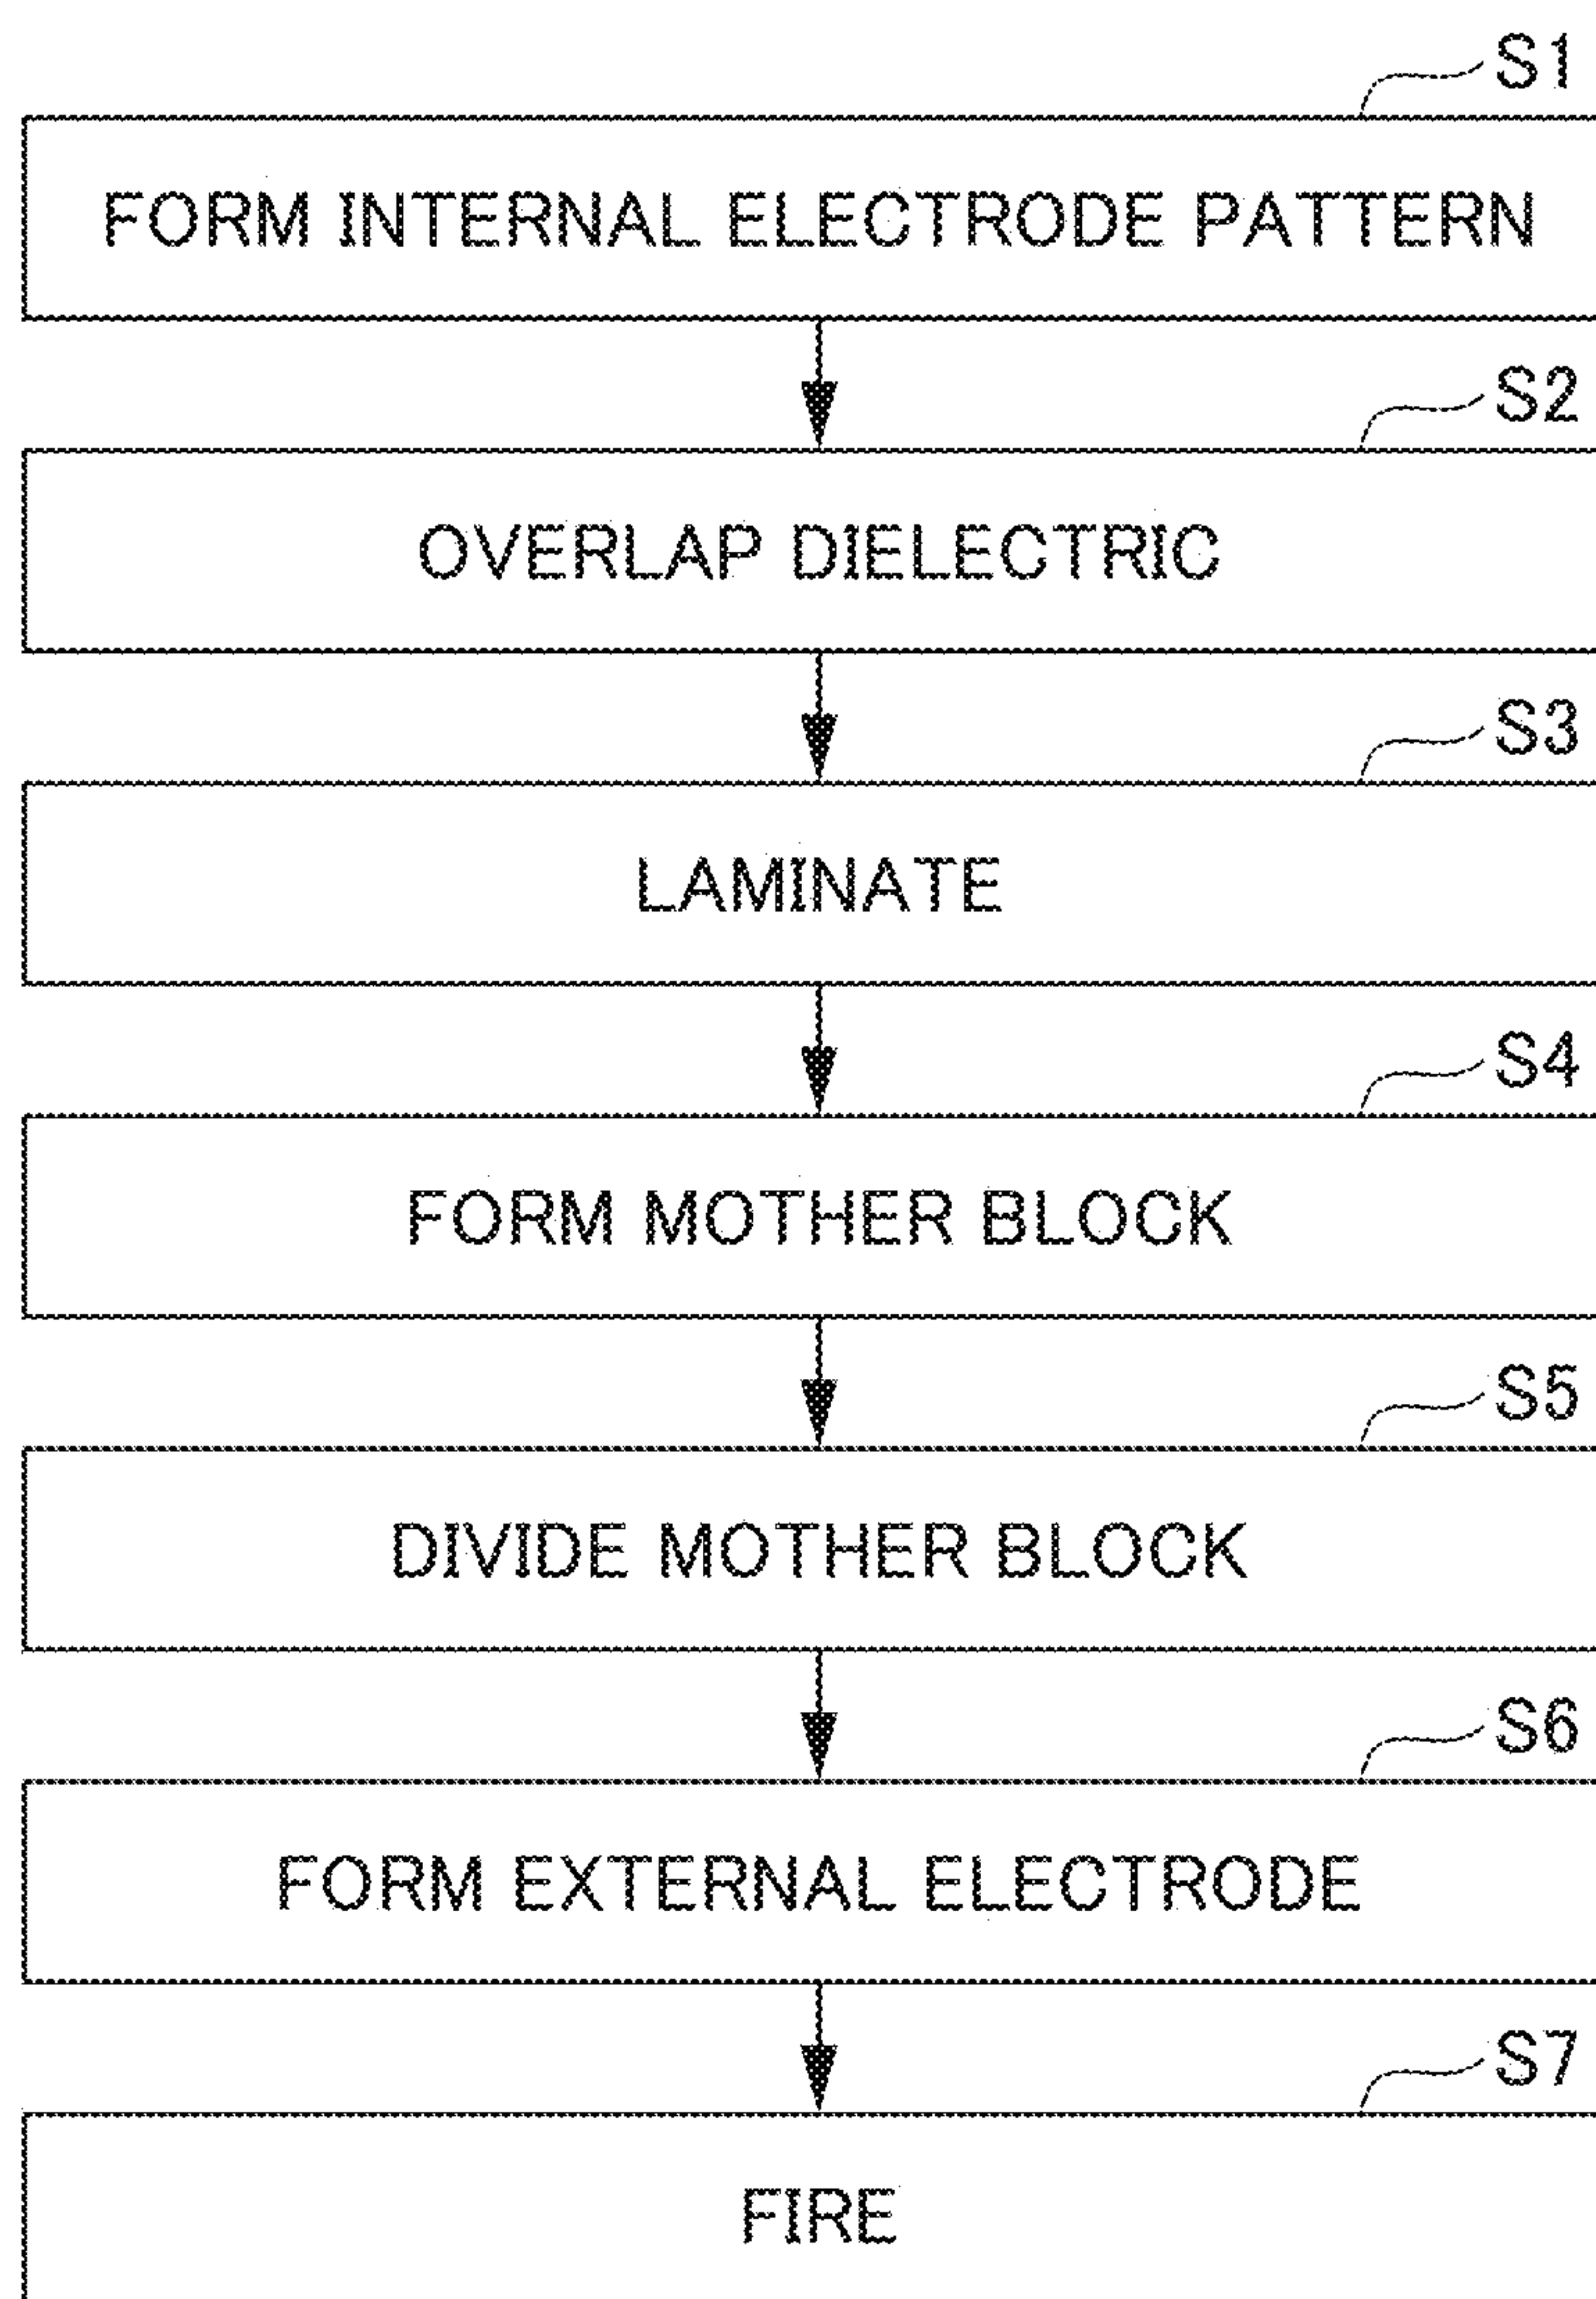 S1
FORM INTERNAL ELECTRODE PATTERN
S2
OVERLAP DIELECTRIC
S3
LAMINATE
S4
FORM MOTHER BLOCK
S5
DIVIDE MOTHER BLOCK
S6
FORM EXTERNAL ELECTRODE
S7
FIRE